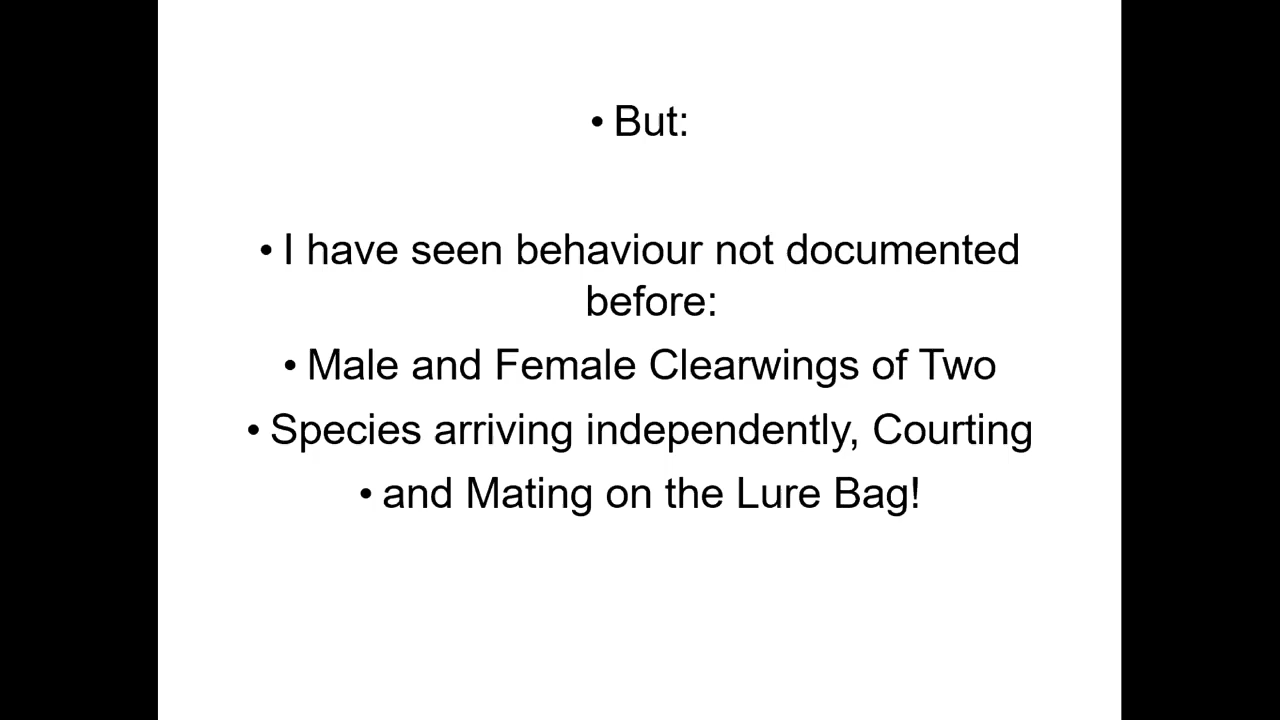 • But:
• I have seen behaviour not documented
before:
• Male and Female Clearwings of Two
• Species arriving independently, Courting
• and Mating on the Lure Bag!